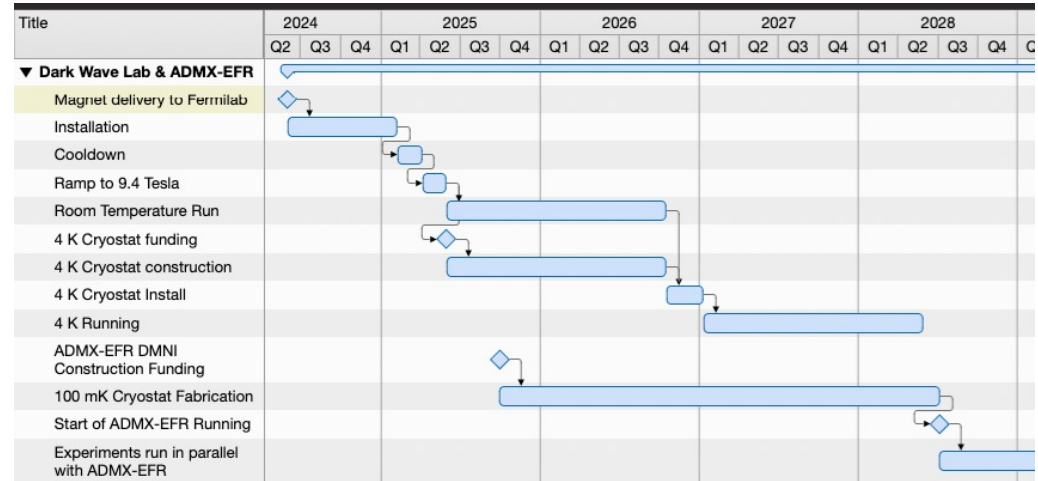 Title
2024 2025 2026 2027 2028
Q2 Q3 Q4 Q1 Q2 Q3 Q4 Q1 Q2 Q3 Q4 Q1 Q2 Q3 Q4 Q1 Q2 Q3 Q4
▼ Dark Wave Lab & ADMX-EFR
Magnet delivery to Fermilab
Installation
Cooldown
Ramp to 9.4 Tesla
Room Temperature Run
4 K Cryostat funding
4 K Cryostat construction
4 K Cryostat Install
4 K Running
ADMX-EFR DMNI
Construction Funding
100 mK Cryostat Fabrication
Start of ADMX-EFR Running
Experiments run in parallel
with ADMX-EFR